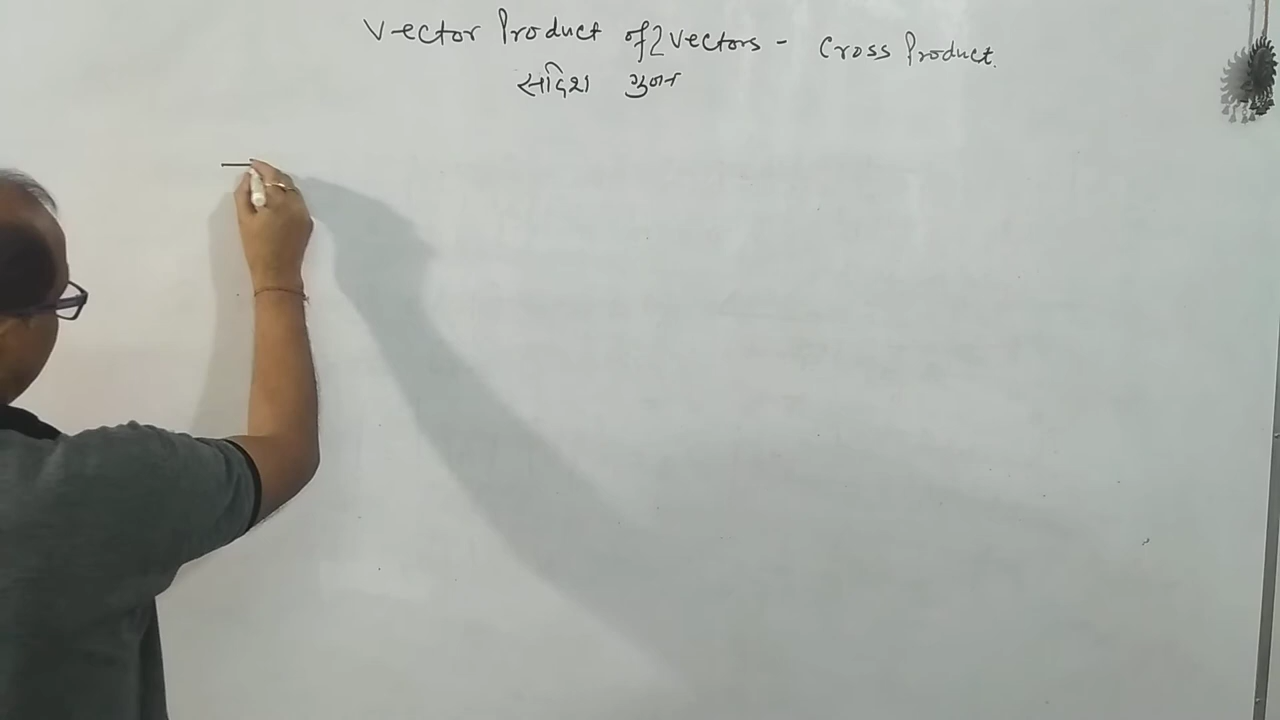 Vector Product of 2 Vectors - Cross Product.
सदिश गुणन